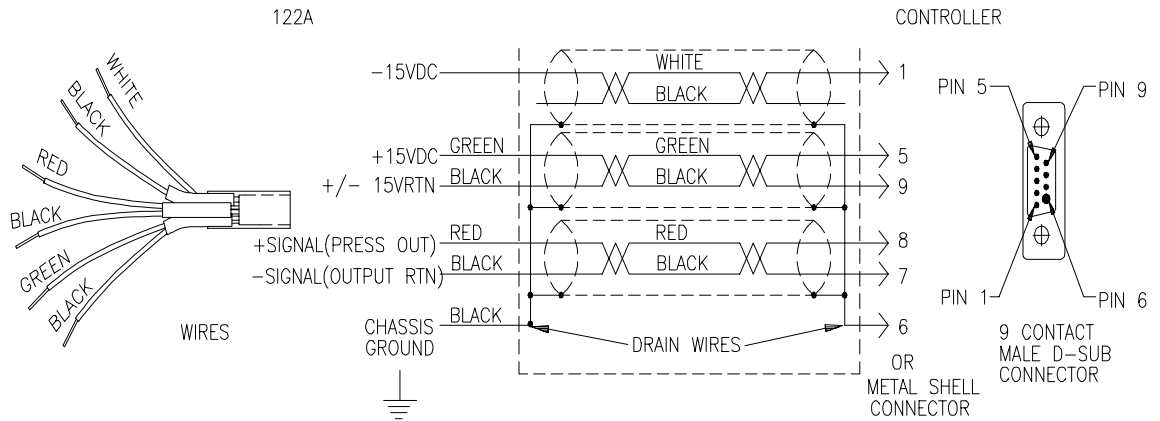 122A
CONTROLLER
WHITE
BLACK
RED
BLACK
GREEN
BLACK
WIRES
-15VDC
WHITE
1
BLACK
+15VDC
GREEN
GREEN
5
+/- 15VRTN
BLACK
BLACK
9
+SIGNAL(PRESS OUT)
RED
RED
8
-SIGNAL(OUTPUT RTN)
BLACK
BLACK
7
CHASSIS
GROUND
BLACK
DRAIN WIRES
6
OR
METAL SHELL
CONNECTOR
PIN 5
PIN 9
PIN 1
PIN 6
9 CONTACT
MALE D-SUB
CONNECTOR